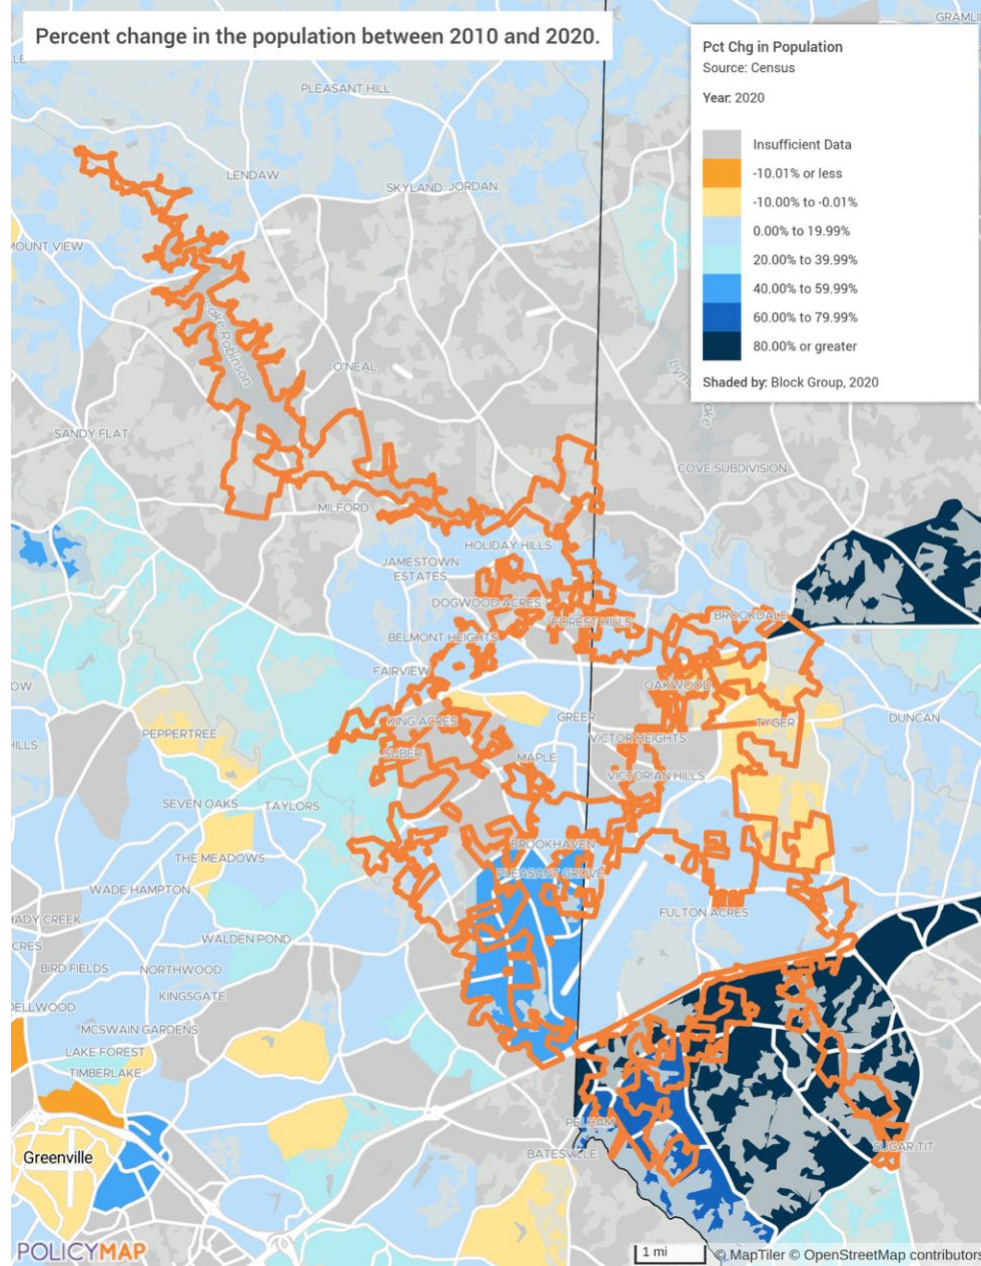 Percent change in the population between 2010 and 2020.
Pct Chg in Population
Source: Census
Year: 2020
Insufficient Data
-10.01% or less
-10.00% to -0.01%
0.00% to 19.99%
20.00% to 39.99%
40.00% to 59.99%
60.00% to 79.99%
80.00% or greater
Shaded by: Block Group, 2020
PLEASANT HILL
LENDAW
SKYLAND
JORDAN
MOUNT VIEW
Lake Robinson
O'NEAL
SANDY FLAT
COVE SUBDIVISION
MILFORD
HOLIDAY HILLS
JAMESTOWN
ESTATES
DOGWOOD ACRES
FOREST HILLS
BROOKDALE
BELMONT HEIGHTS
FAIRVIEW
OAKWOOD
KING ACRES
GREER
TYGER
DUNCAN
PEPPERTREE
SUBER
MAPLE
VICTOR HEIGHTS
VICTORIAN HILLS
SEVEN OAKS
TAYLORS
BROOKHAVEN
THE MEADOWS
PLEASANT GROVE
WADE HAMPTON
FULTON ACRES
WALDEN POND
BIRD FIELDS
NORTHWOOD
KINGSGATE
MCSWAIN GARDENS
LAKE FOREST
TIMBERLAKE
PELHAM
BATESVILLE
SUGAR TIT
Greenville
POLICYMAP
1 mi
© MapTiler © OpenStreetMap contributors